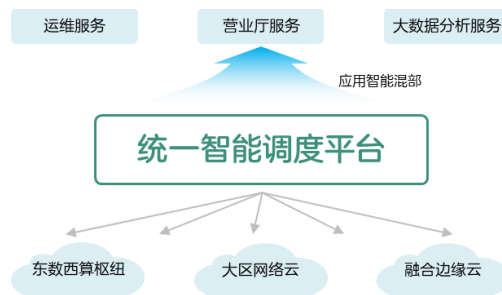 运维服务
营业厅服务
大数据分析服务
应用智能混部
统一智能调度平台
东数西算枢纽
大区网络云
融合边缘云